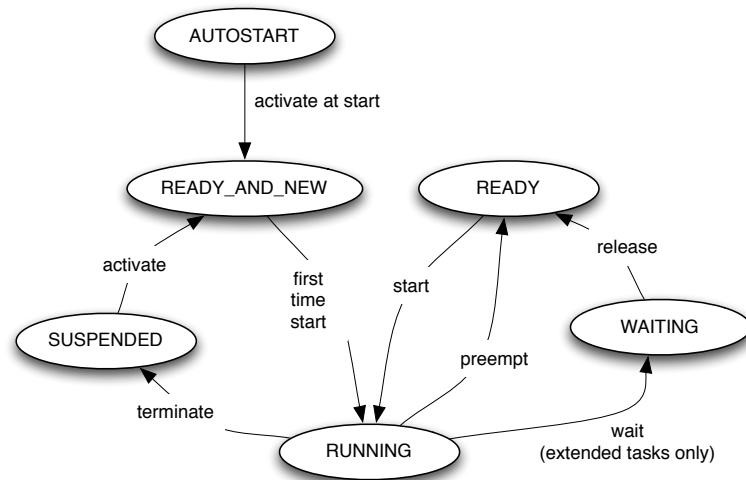 AUTOSTART
activate at start
READY_AND_NEW
READY
activate
first
time
start
start
release
SUSPENDED
WAITING
preempt
terminate
RUNNING
wait
(extended tasks only)